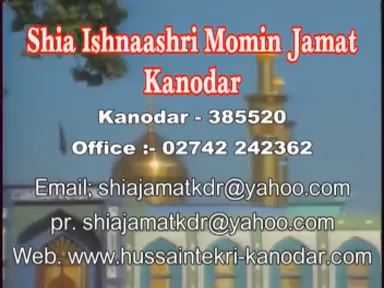 Shia Ishnaashri Momin Jamat
Kanodar
Kanodar - 385520
Office :- 02742 242362
Email; shiajamatkdr@yahoo.com
pr. shiajamatkdr@yahoo.com
Web. www.hussaintekri-kanodar.com